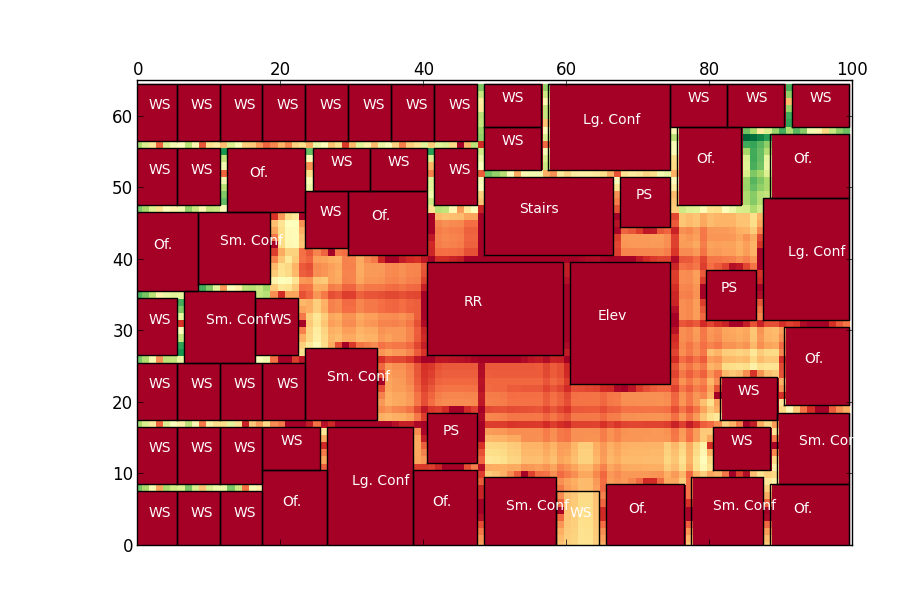 0 20 40 60 80 100
WS WS WS WS WS WS WS WS WS Lg. Conf WS WS WS
60
WS
WS WS Of. WS WS WS Of. Of.
50
Stairs PS
WS Of.
Of. Sm. Conf Lg. Conf
40
RR Elev PS
30
WS Sm. Conf WS
Of.
WS WS WS WS Sm. Conf WS
20
PS
WS WS WS WS WS Sm. Con
10
Lg. Conf
WS WS WS Of. Of. Sm. Conf WS Of. Sm. Conf Of.
0